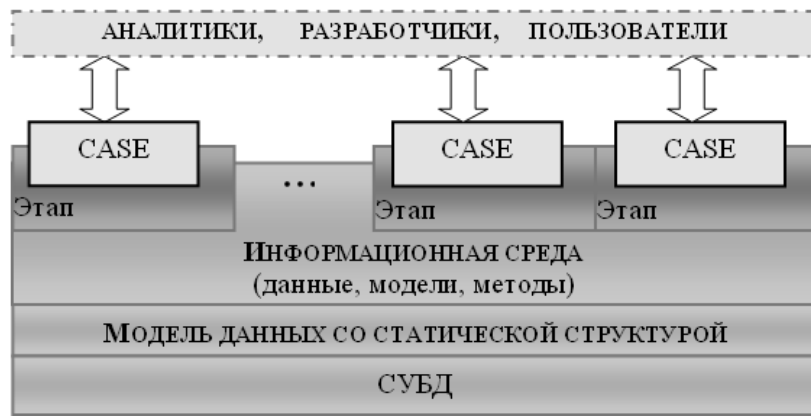 АНАЛИТИКИ, РАЗРАБОТЧИКИ, ПОЛЬЗОВАТЕЛИ
CASE CASE CASE
...
Этап Этап Этап
ИНФОРМАЦИОННАЯ СРЕДА
(данные, модели, методы)
МОДЕЛЬ ДАННЫХ СО СТАТИЧЕСКОЙ СТРУКТУРОЙ
СУБД